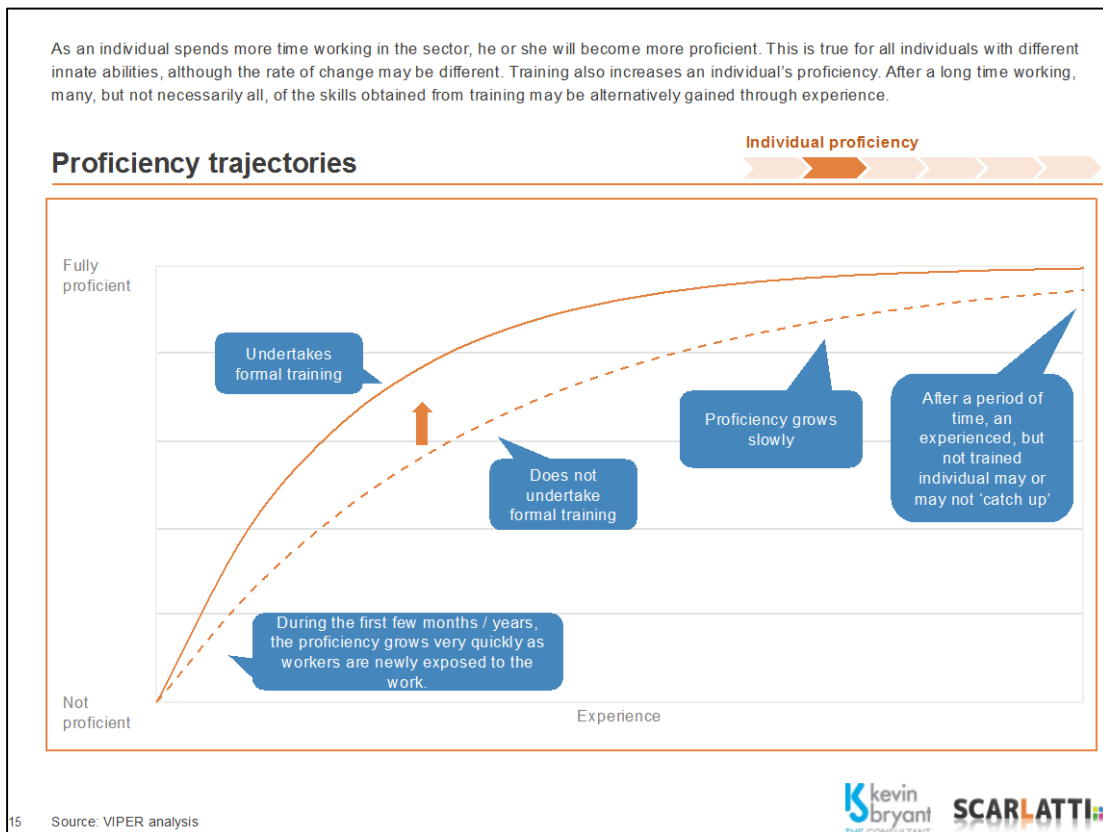 As an individual spends more time working in the sector, he or she will become more proficient. This is true for all individuals with different
innate abilities, although the rate of change may be different. Training also increases an individual's proficiency. After a long time working,
many, but not necessarily all, of the skills obtained from training may be alternatively gained through experience.
Individual proficiency
Proficiency trajectories
Fully
proficient
Undertakes
formal training
Does not
undertake
formal training
Proficiency grows
slowly
After a period of
time, an
experienced, but
not trained
individual may or
may not 'catch up'
During the first few months / years,
the proficiency grows very quickly as
workers are newly exposed to the
work.
Not
proficient
Experience
15
Source: VIPER analysis
kevin
bryant
THE CONSULTANT
SCARLATTI